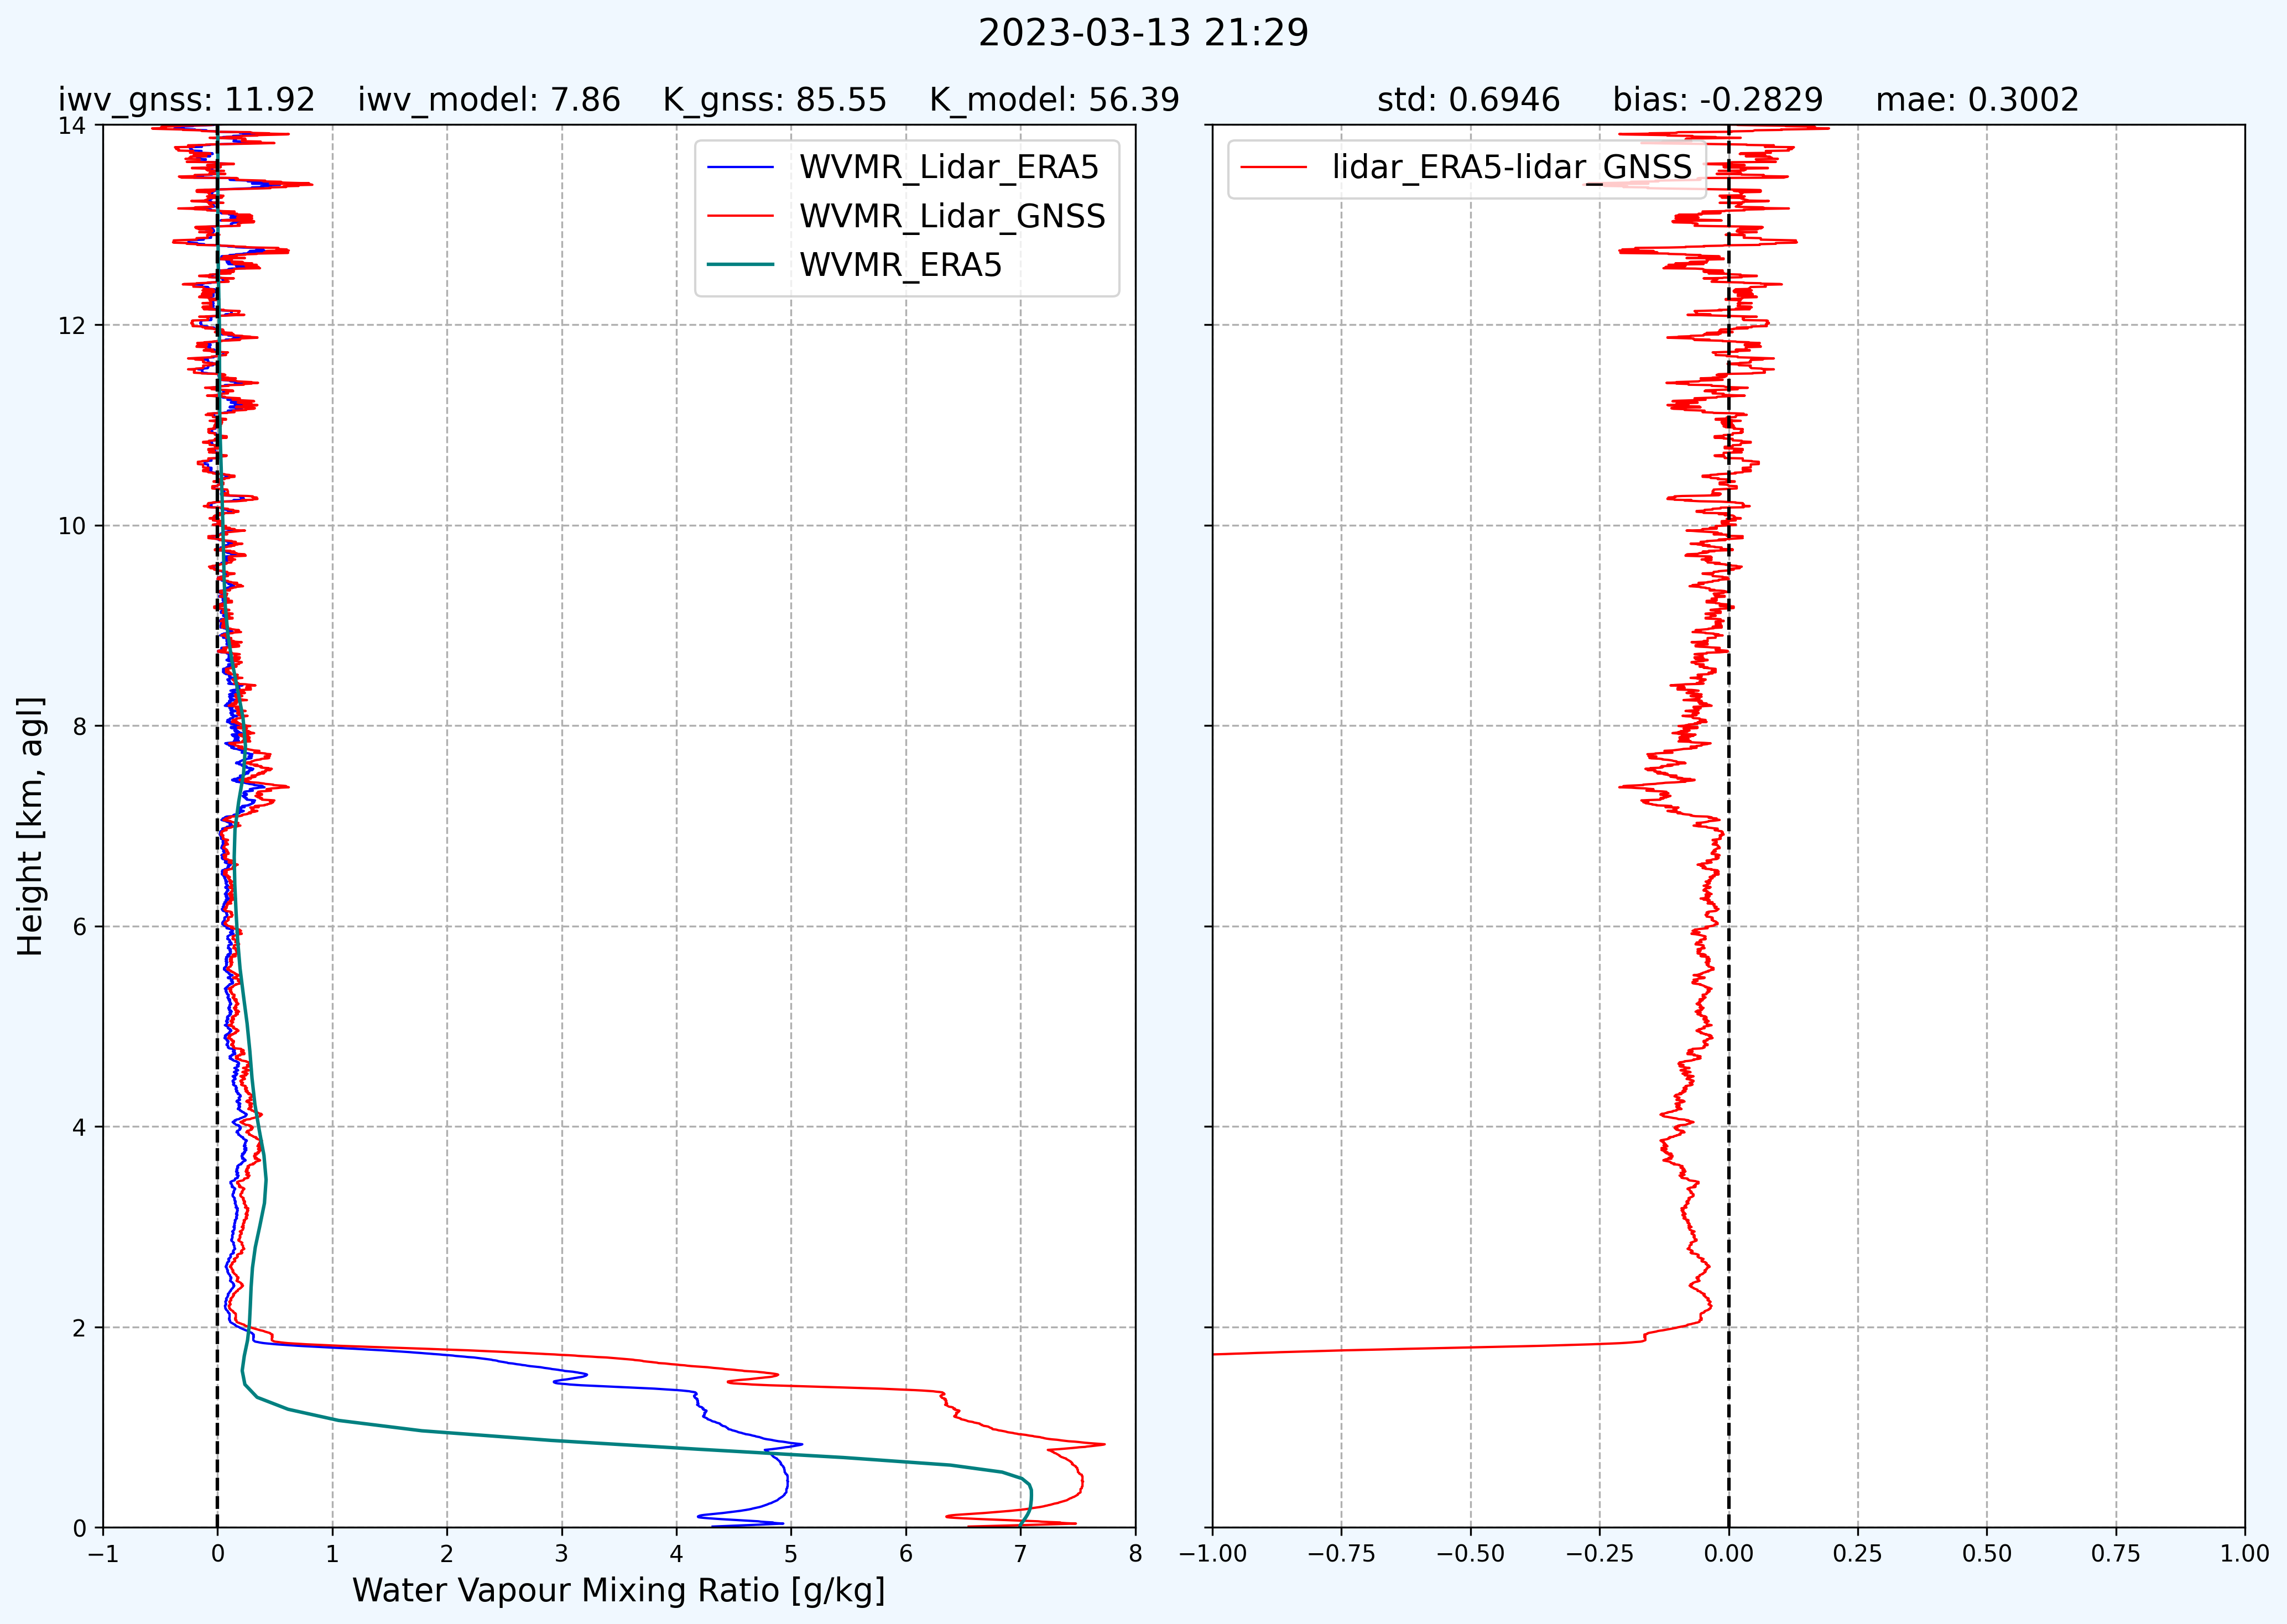 2023-03-13 21:29
iwv_gnss: 11.92 iwv_model: 7.86 K_gnss: 85.55 K_model: 56.39
WVMR_Lidar_ERA5
WVMR_Lidar_GNSS
WVMR_ERA5
14
12
10
8
6
4
2
0
Height [km, agl]
−1 0 1 2 3 4 5 6 7 8
Water Vapour Mixing Ratio [g/kg]
std: 0.6946 bias: -0.2829 mae: 0.3002
lidar_ERA5-lidar_GNSS
−1.00 −0.75 −0.50 −0.25 0.00 0.25 0.50 0.75 1.00